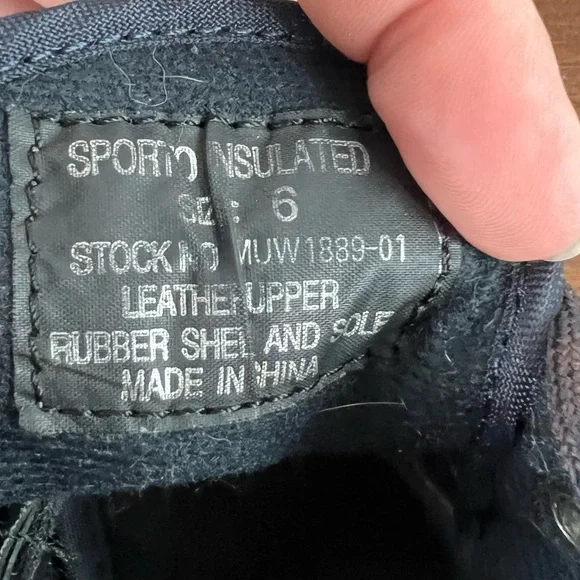 SPORTO INSULATED
SIZE: 6
STOCK NO MUW1889-01
LEATHER UPPER
RUBBER SHELL AND SOLE
MADE IN CHINA